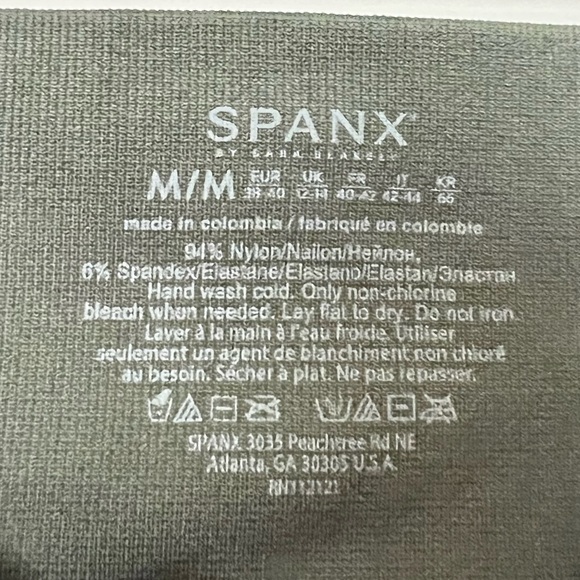 SPANX®
BY SARA BLAKELY
M/M EUR 38-40 UK 12-14 FR 40-42 IT 42-44 KR 66
made in colombia / fabriqué en colombie
94% Nylon/Nailon/Нейлон,
6% Spandex/Elastane/Elastano/Elastan/Эластан
Hand wash cold. Only non-chlorine
bleach when needed. Lay flat to dry. Do not iron.
Laver à la main à l'eau froide. Utiliser
seulement un agent de blanchiment non chloré
au besoin. Sécher à plat. Ne pas repasser.
SPANX 3035 Peachtree Rd NE
Atlanta, GA 30305 U.S.A.
RN112121